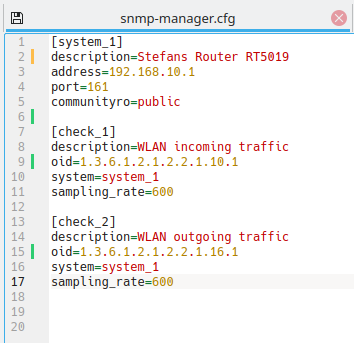 snmp-manager.cfg
1 [system_1]
2 description=Stefans Router RT5019
3 address=192.168.10.1
4 port=161
5 communityro=public
6
7 [check_1]
8 description=WLAN incoming traffic
9 oid=1.3.6.1.2.1.2.2.1.10.1
10 system=system_1
11 sampling_rate=600
12
13 [check_2]
14 description=WLAN outgoing traffic
15 oid=1.3.6.1.2.1.2.2.1.16.1
16 system=system_1
17 sampling_rate=600
18
19
20